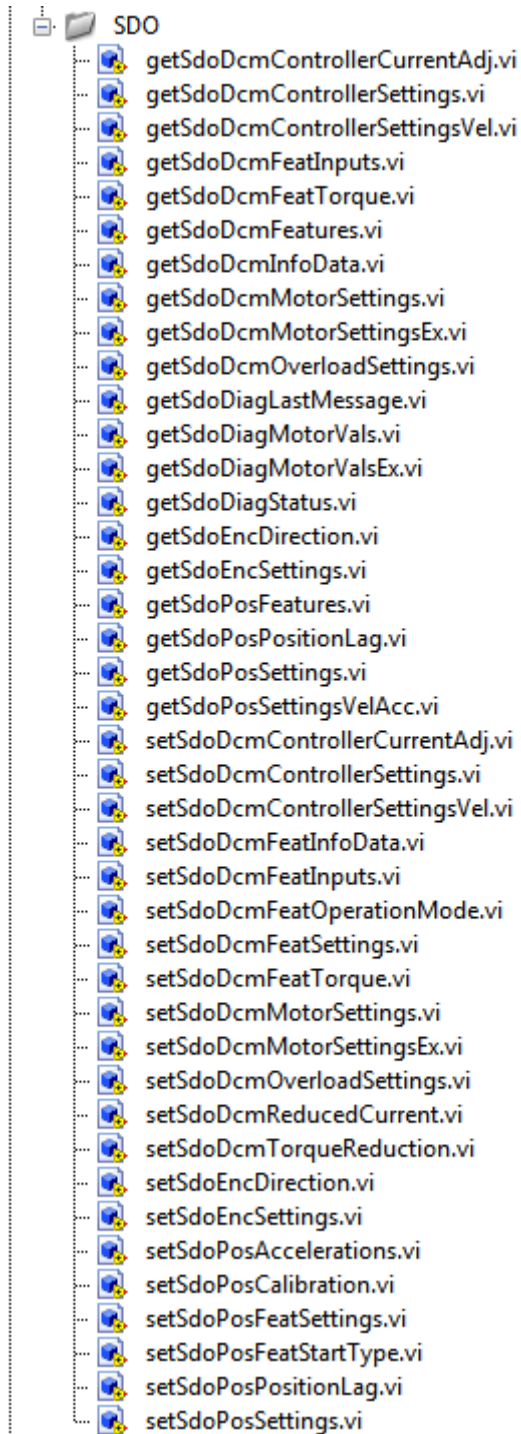 SDO
getSdoDcmControllerCurrentAdj.vi
getSdoDcmControllerSettings.vi
getSdoDcmControllerSettingsVel.vi
getSdoDcmFeatInputs.vi
getSdoDcmFeatTorque.vi
getSdoDcmFeatures.vi
getSdoDcmInfoData.vi
getSdoDcmMotorSettings.vi
getSdoDcmMotorSettingsEx.vi
getSdoDcmOverloadSettings.vi
getSdoDiagLastMessage.vi
getSdoDiagMotorVals.vi
getSdoDiagMotorValsEx.vi
getSdoDiagStatus.vi
getSdoEncDirection.vi
getSdoEncSettings.vi
getSdoPosFeatures.vi
getSdoPosPositionLag.vi
getSdoPosSettings.vi
getSdoPosSettingsVelAcc.vi
setSdoDcmControllerCurrentAdj.vi
setSdoDcmControllerSettings.vi
setSdoDcmControllerSettingsVel.vi
setSdoDcmFeatInfoData.vi
setSdoDcmFeatInputs.vi
setSdoDcmFeatOperationMode.vi
setSdoDcmFeatSettings.vi
setSdoDcmFeatTorque.vi
setSdoDcmMotorSettings.vi
setSdoDcmMotorSettingsEx.vi
setSdoDcmOverloadSettings.vi
setSdoDcmReducedCurrent.vi
setSdoDcmTorqueReduction.vi
setSdoEncDirection.vi
setSdoEncSettings.vi
setSdoPosAccelerations.vi
setSdoPosCalibration.vi
setSdoPosFeatSettings.vi
setSdoPosFeatStartType.vi
setSdoPosPositionLag.vi
setSdoPosSettings.vi